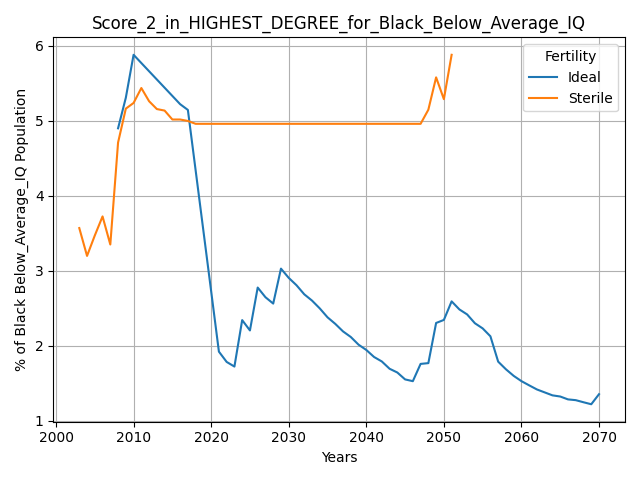 Score_2_in_HIGHEST_DEGREE_for_Black_Below_Average_IQ
% of Black Below_Average_IQ Population
6
5
4
3
2
1
Fertility
Ideal
Sterile
2000 2010 2020 2030 2040 2050 2060 2070
Years